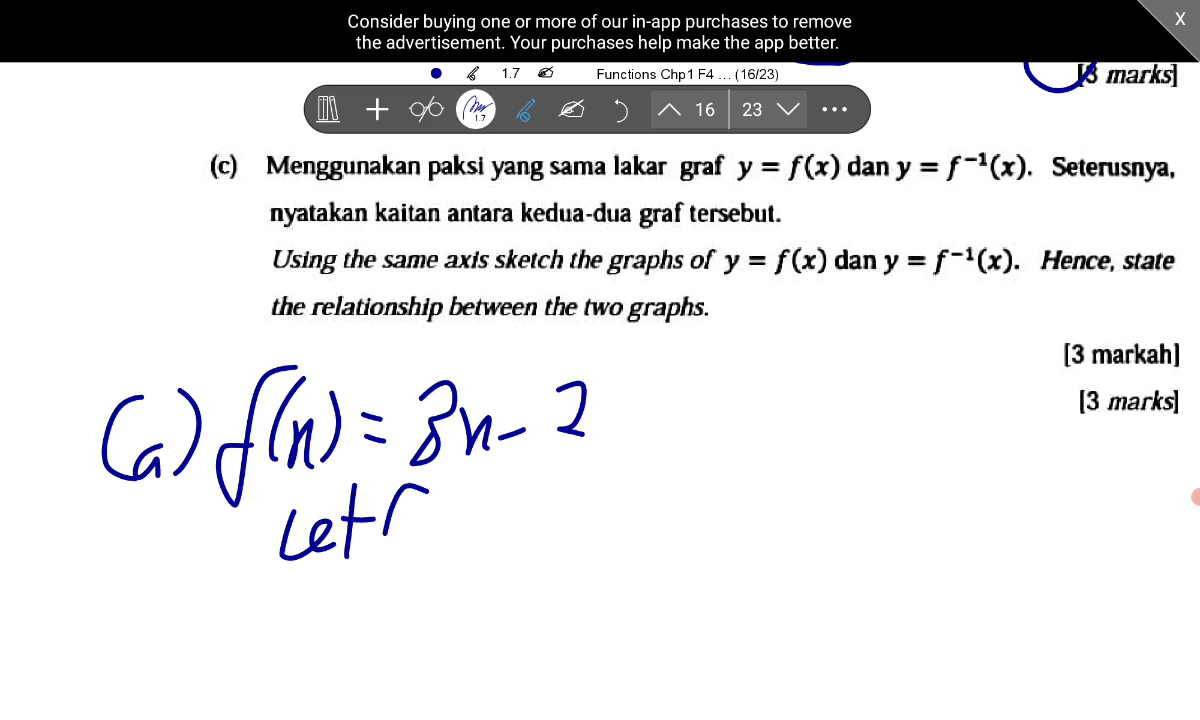 Consider buying one or more of our in-app purchases to remove
the advertisement. Your purchases help make the app better.
X
1.7 Functions Chp1 F4 ... (16/23)
[3 marks]
1.7 16 23
(c) Menggunakan paksi yang sama lakar graf y = f(x) dan y = f⁻¹(x). Seterusnya,
nyatakan kaitan antara kedua-dua graf tersebut.
Using the same axis sketch the graphs of y = f(x) dan y = f⁻¹(x). Hence, state
the relationship between the two graphs.
[3 markah]
[3 marks]
(a) f(x) = 3x - 2
Let